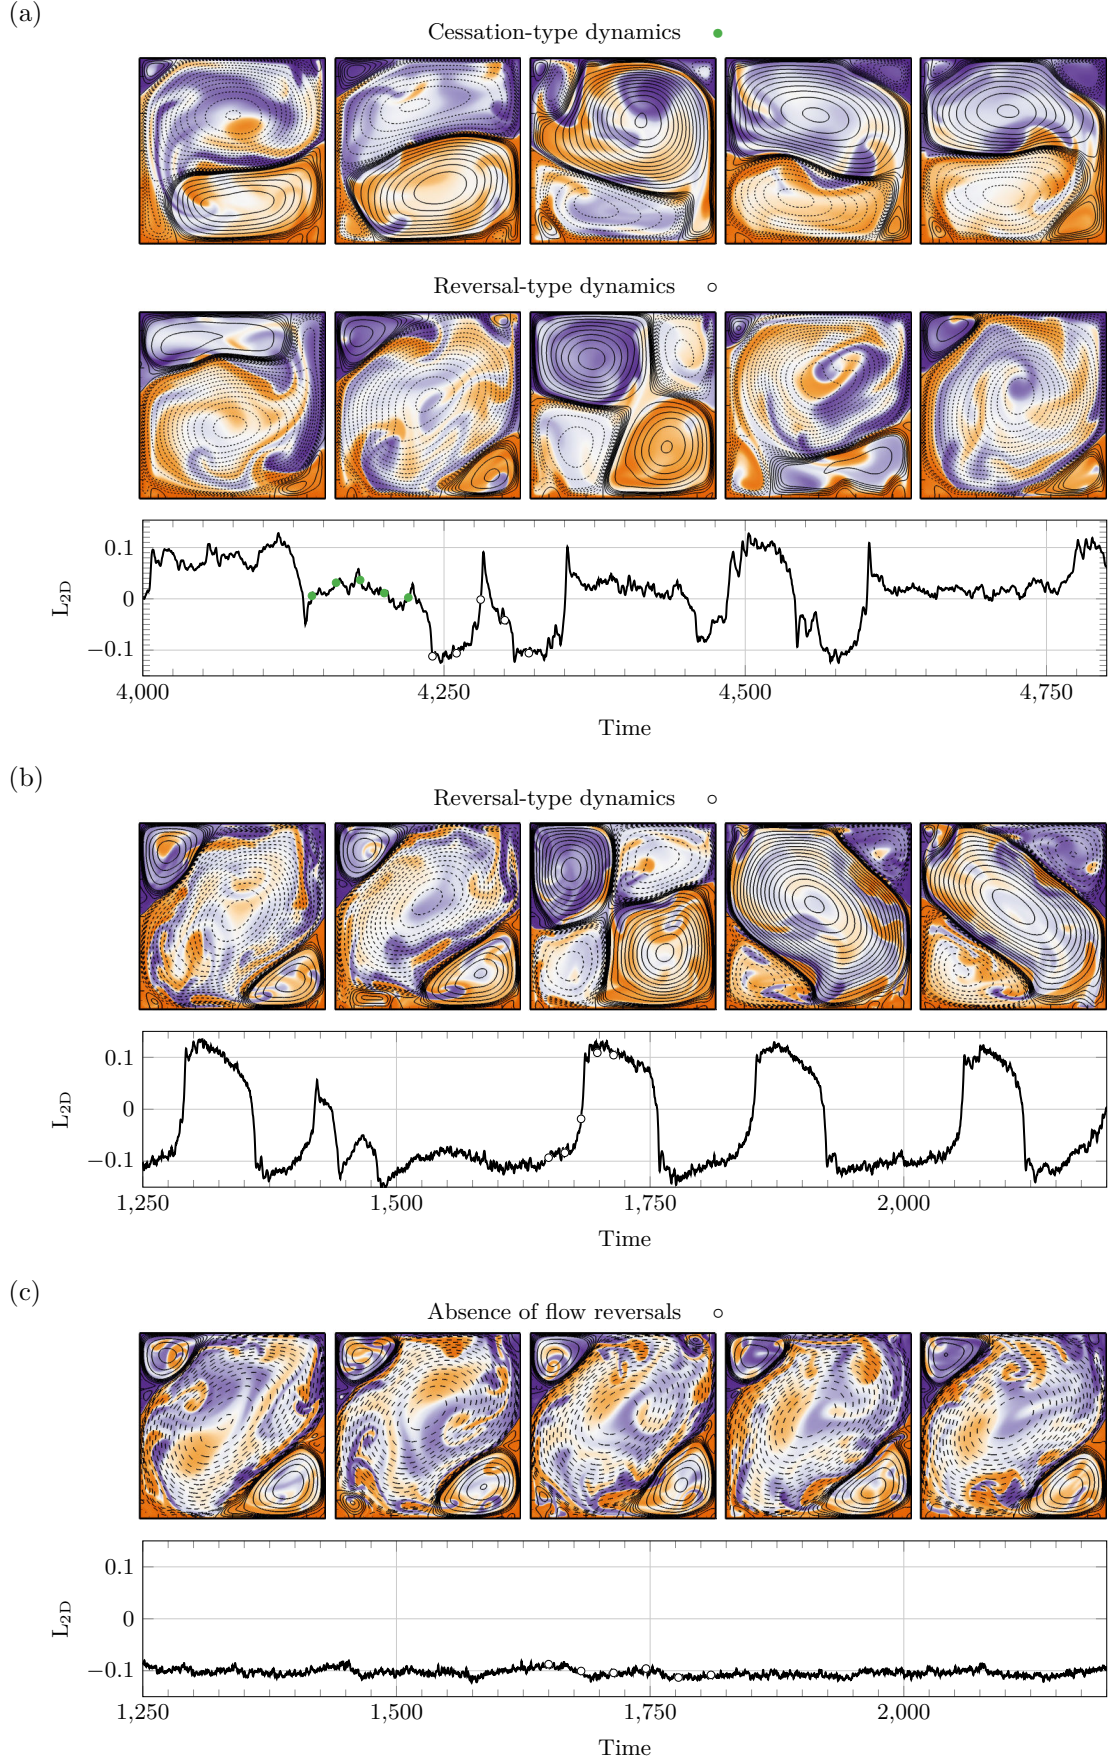 (a)
Cessation-type dynamics
Reversal-type dynamics
0.1
0
−0.1
L2D
4,000 4,250 4,500 4,750
Time
(b)
Reversal-type dynamics
0.1
0
−0.1
L2D
1,250 1,500 1,750 2,000
Time
(c)
Absence of flow reversals
0.1
0
−0.1
L2D
1,250 1,500 1,750 2,000
Time